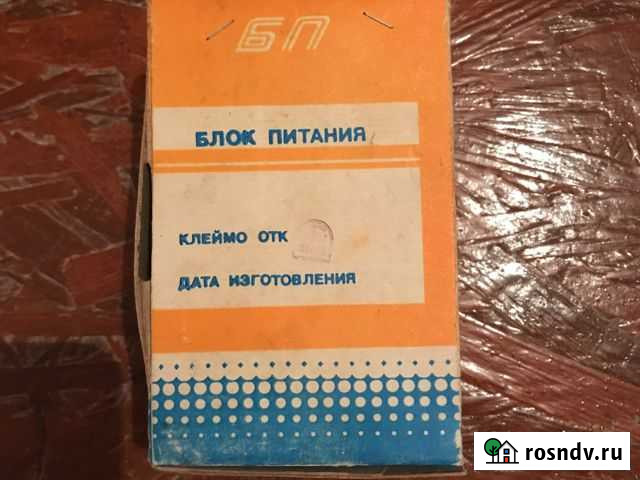 БП
БЛОК ПИТАНИЯ
КЛЕЙМО ОТК
ДАТА ИЗГОТОВЛЕНИЯ
rosndv.ru